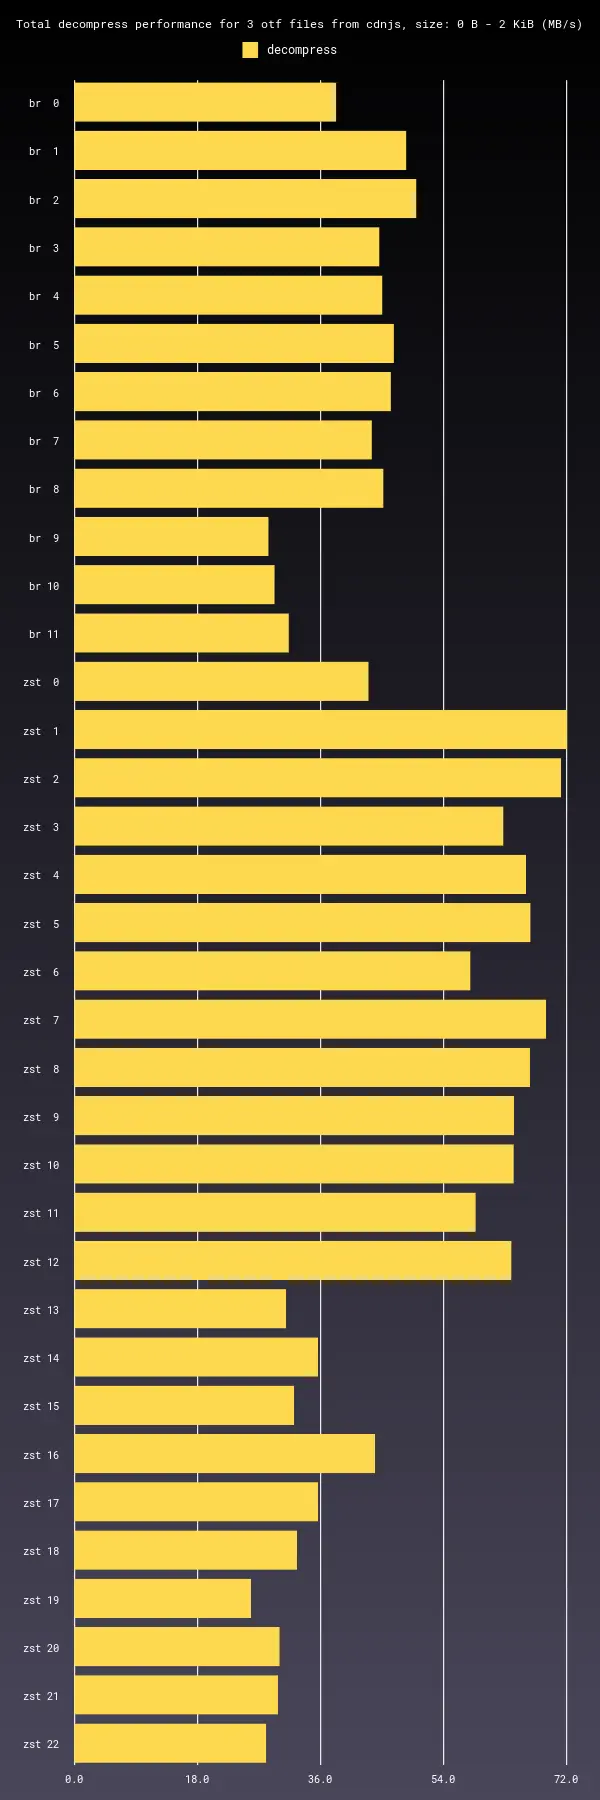 Total decompress performance for 3 otf files from cdnjs, size: 0 B - 2 KiB (MB/s)
decompress
br 0
br 1
br 2
br 3
br 4
br 5
br 6
br 7
br 8
br 9
br 10
br 11
zst 0
zst 1
zst 2
zst 3
zst 4
zst 5
zst 6
zst 7
zst 8
zst 9
zst 10
zst 11
zst 12
zst 13
zst 14
zst 15
zst 16
zst 17
zst 18
zst 19
zst 20
zst 21
zst 22
0.0 18.0 36.0 54.0 72.0